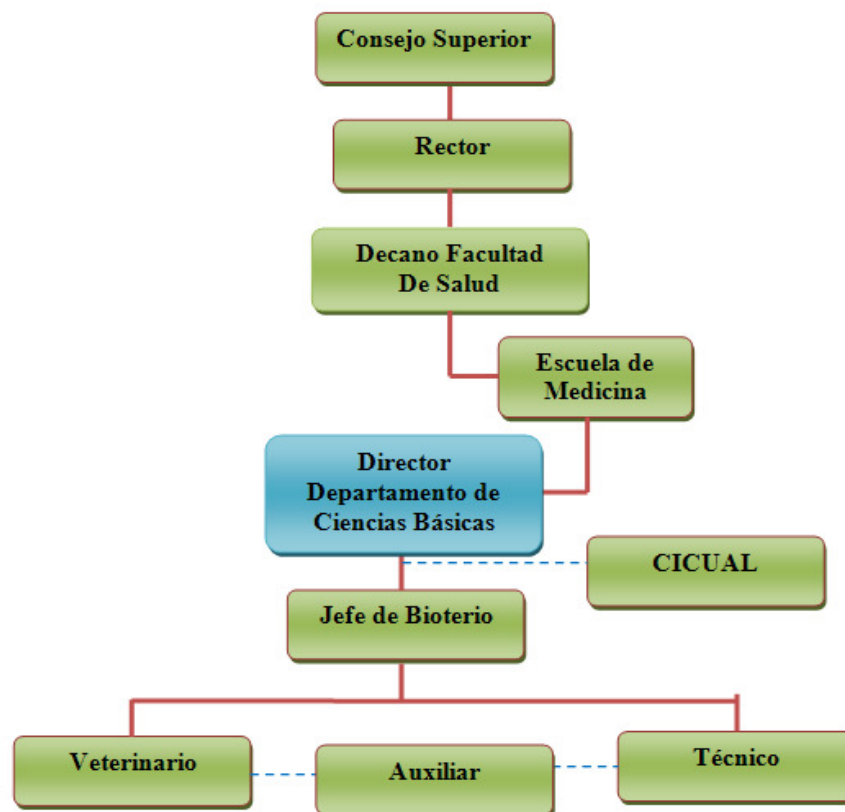 Consejo Superior
Rector
Decano Facultad
De Salud
Escuela de
Medicina
Director
Departamento de
Ciencias Básicas
CICUAL
Jefe de Bioterio
Veterinario
Auxiliar
Técnico